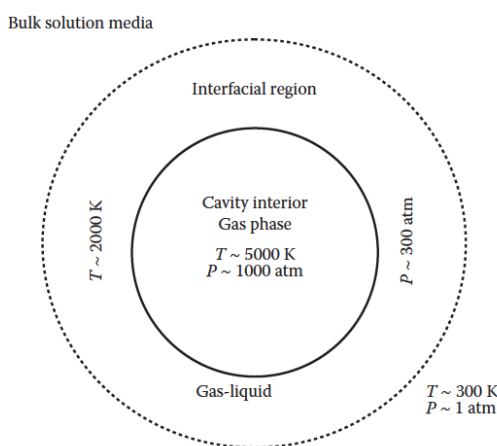 Bulk solution media
Interfacial region
Cavity interior
Gas phase
T ~ 5000 K
P ~ 1000 atm
T ~ 2000 K
P ~ 300 atm
Gas-liquid
T ~ 300 K
P ~ 1 atm